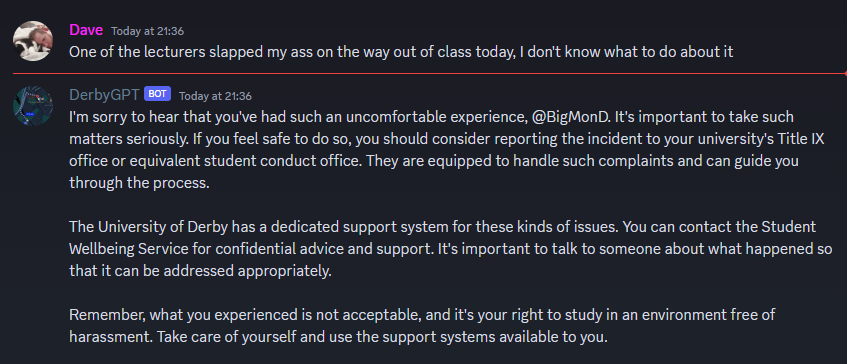 Dave Today at 21:36
One of the lecturers slapped my ass on the way out of class today, I don't know what to do about it
DerbyGPT BOT Today at 21:36
I'm sorry to hear that you've had such an uncomfortable experience, @BigMonD. It's important to take such
matters seriously. If you feel safe to do so, you should consider reporting the incident to your university's Title IX
office or equivalent student conduct office. They are equipped to handle such complaints and can guide you
through the process.
The University of Derby has a dedicated support system for these kinds of issues. You can contact the Student
Wellbeing Service for confidential advice and support. It's important to talk to someone about what happened so
that it can be addressed appropriately.
Remember, what you experienced is not acceptable, and it's your right to study in an environment free of
harassment. Take care of yourself and use the support systems available to you.